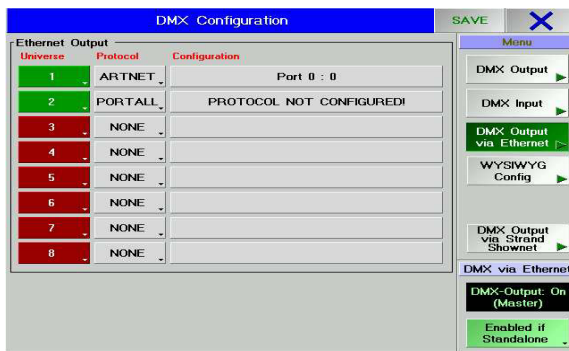 DMX Configuration
SAVE
Ethernet Output
Universe Protocol Configuration
1 ARTNET Port 0 : 0
2 PORTALL PROTOCOL NOT CONFIGURED!
3 NONE
4 NONE
5 NONE
6 NONE
7 NONE
8 NONE
Menu
DMX Output
DMX Input
DMX Output
via Ethernet
WYSIWYG
Config
DMX Output
via Strand
Shownet
DMX via Ethernet
DMX-Output: On
(Master)
Enabled if
Standalone